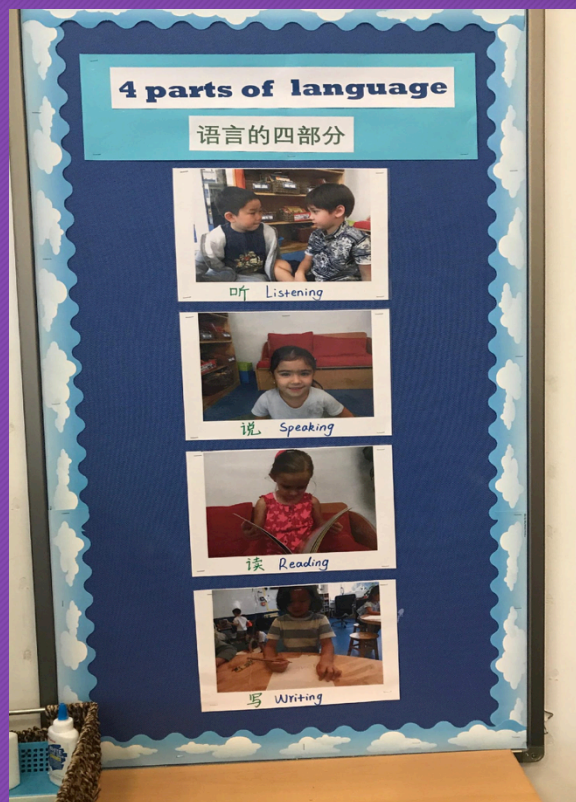 4 parts of language
语言的四部分
听 Listening
说 Speaking
读 Reading
写 Writing